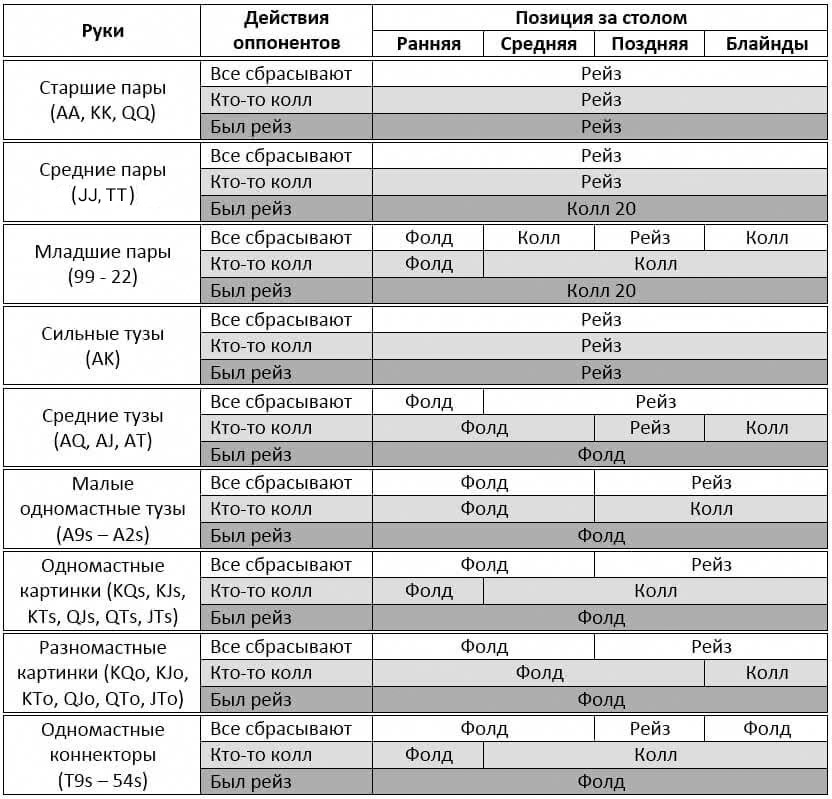 Руки Действия оппонентов Позиция за столом
Ранняя Средняя Поздняя Блайнды
Старшие пары
(AA, KK, QQ)
Все сбрасывают Рейз
Кто-то колл Рейз
Был рейз Рейз
Средние пары
(JJ, TT)
Все сбрасывают Рейз
Кто-то колл Рейз
Был рейз Колл 20
Младшие пары
(99 - 22)
Все сбрасывают Фолд Колл Рейз Колл
Кто-то колл Фолд Колл
Был рейз Колл 20
Сильные тузы
(AK)
Все сбрасывают Рейз
Кто-то колл Рейз
Был рейз Рейз
Средние тузы
(AQ, AJ, AT)
Все сбрасывают Фолд Рейз
Кто-то колл Фолд Рейз Колл
Был рейз Фолд
Малые
одномастные тузы
(A9s – A2s)
Все сбрасывают Фолд Рейз
Кто-то колл Фолд Колл
Был рейз Фолд
Одномастные
картинки (KQs, KJs,
KTs, QJs, QTs, JTs)
Все сбрасывают Фолд Рейз
Кто-то колл Фолд Колл
Был рейз Фолд
Разномастные
картинки (KQo, KJo,
KTo, QJo, QTo, JTo)
Все сбрасывают Фолд Рейз
Кто-то колл Фолд Колл
Был рейз Фолд
Одномастные
коннекторы
(T9s – 54s)
Все сбрасывают Фолд Рейз Фолд
Кто-то колл Фолд Колл
Был рейз Фолд